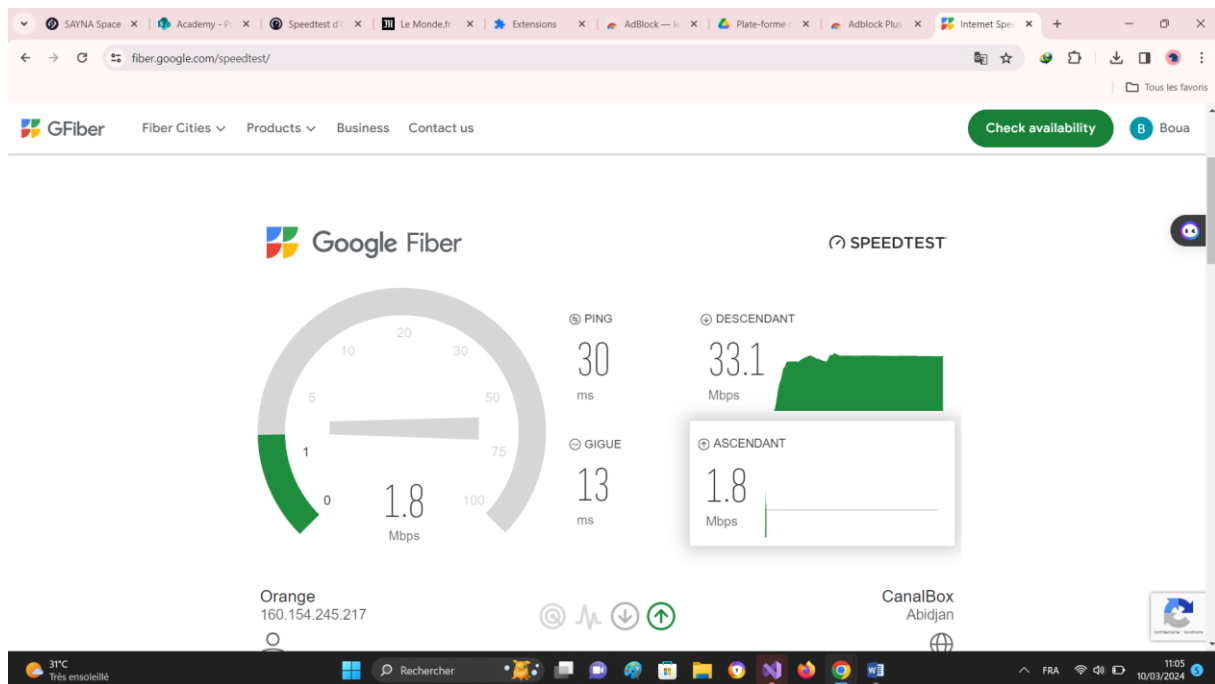 SAYNA Space
Academy - P
Speedtest d'
Le Monde.fr
Extensions
AdBlock — le
Plate-forme
Adblock Plus
Internet Spe
fiber.google.com/speedtest/
Tous les favoris
GFiber
Fiber Cities
Products
Business
Contact us
Check availability
B
Boua
Google Fiber
SPEEDTEST
0
1
5
10
20
30
50
75
100
1.8
Mbps
PING
30
ms
DESCENDANT
33.1
Mbps
GIGUE
13
ms
ASCENDANT
1.8
Mbps
Orange
160.154.245.217
CanalBox
Abidjan
31°C
Très ensoleillé
Rechercher
FRA
11:05
10/03/2024
5